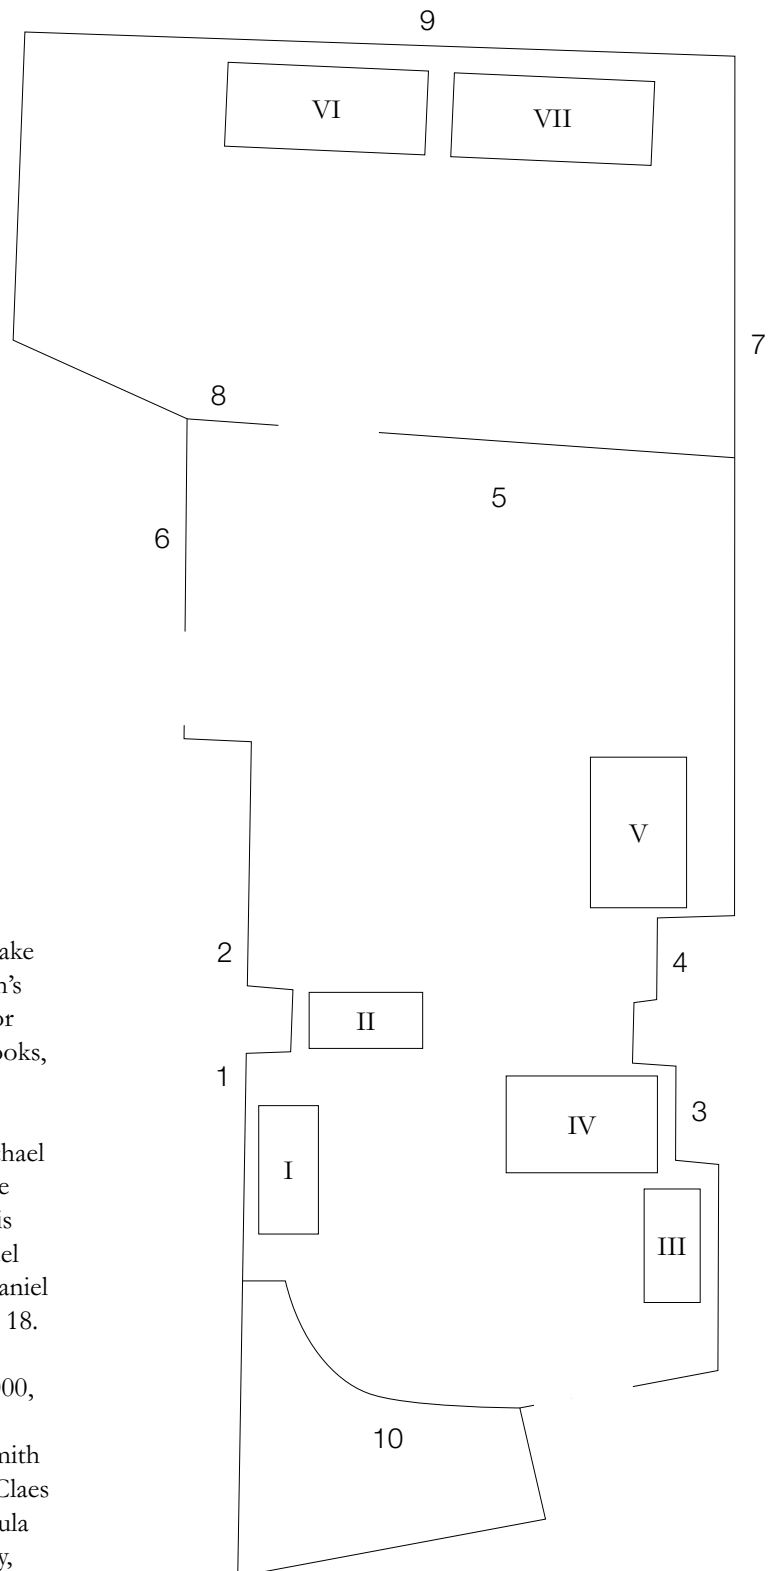 9
VI VII
7
8
5
6
V
ake
2
4
n's
or
II
ooks,
1
3
IV
hael
I
e
is
III
el
aniel
18.
00,
10
mith
Claes
ula
y,